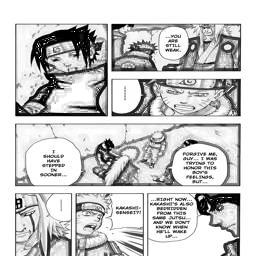 ...YOU
ARE
STILL
WEAK.
FORGIVE ME,
GUY... I WAS
TRYING TO
HONOR THIS
BOY'S
FEELINGS,
BUT...
I
SHOULD
HAVE
STEPPED IN
SOONER...
...RIGHT NOW...
KAKASHI'S ALSO
BEDRIDDEN
FROM THIS
SAME JUTSU...
AND WE DON'T
KNOW WHEN
HE'LL WAKE
UP...
KAKASHI-
SENSEI?!